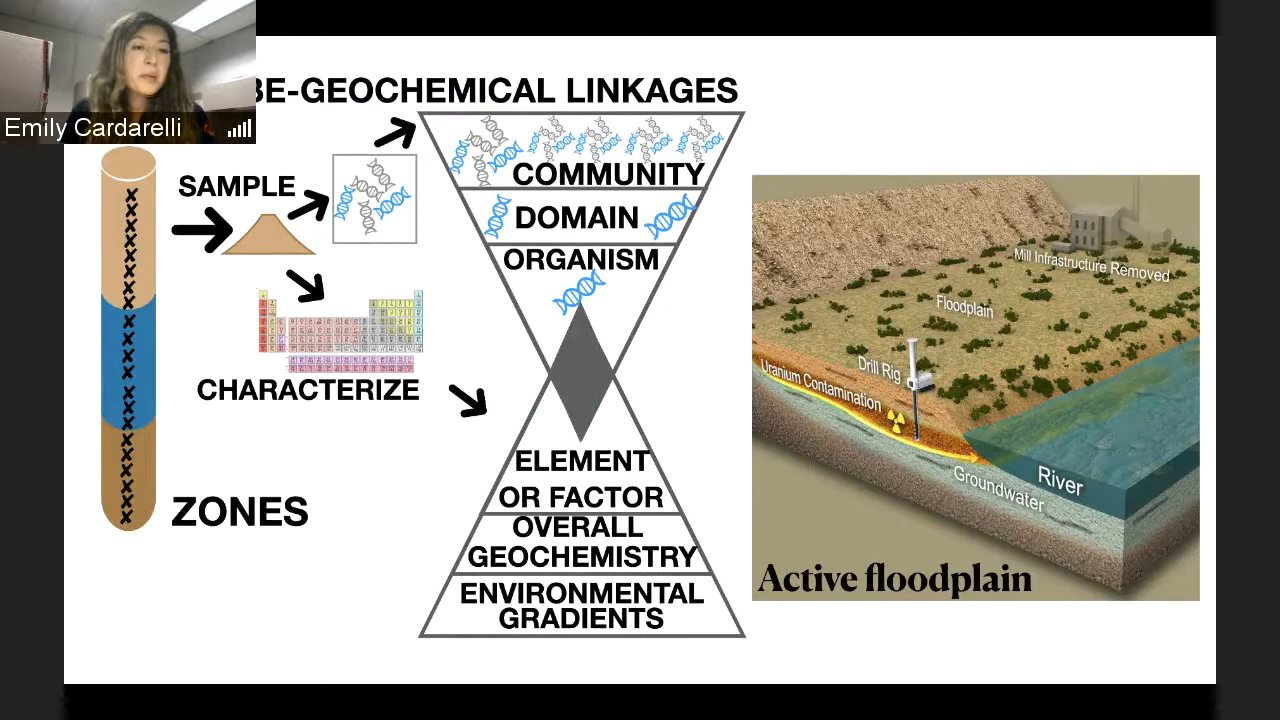 BE-GEOCHEMICAL LINKAGES
Emily Cardarelli
SAMPLE
COMMUNITY
DOMAIN
ORGANISM
CHARACTERIZE
ZONES
ELEMENT
OR FACTOR
OVERALL
GEOCHEMISTRY
ENVIRONMENTAL
GRADIENTS
Mill Infrastructure Removed
Floodplain
Drill Rig
Uranium Contamination
River
Groundwater
Active floodplain